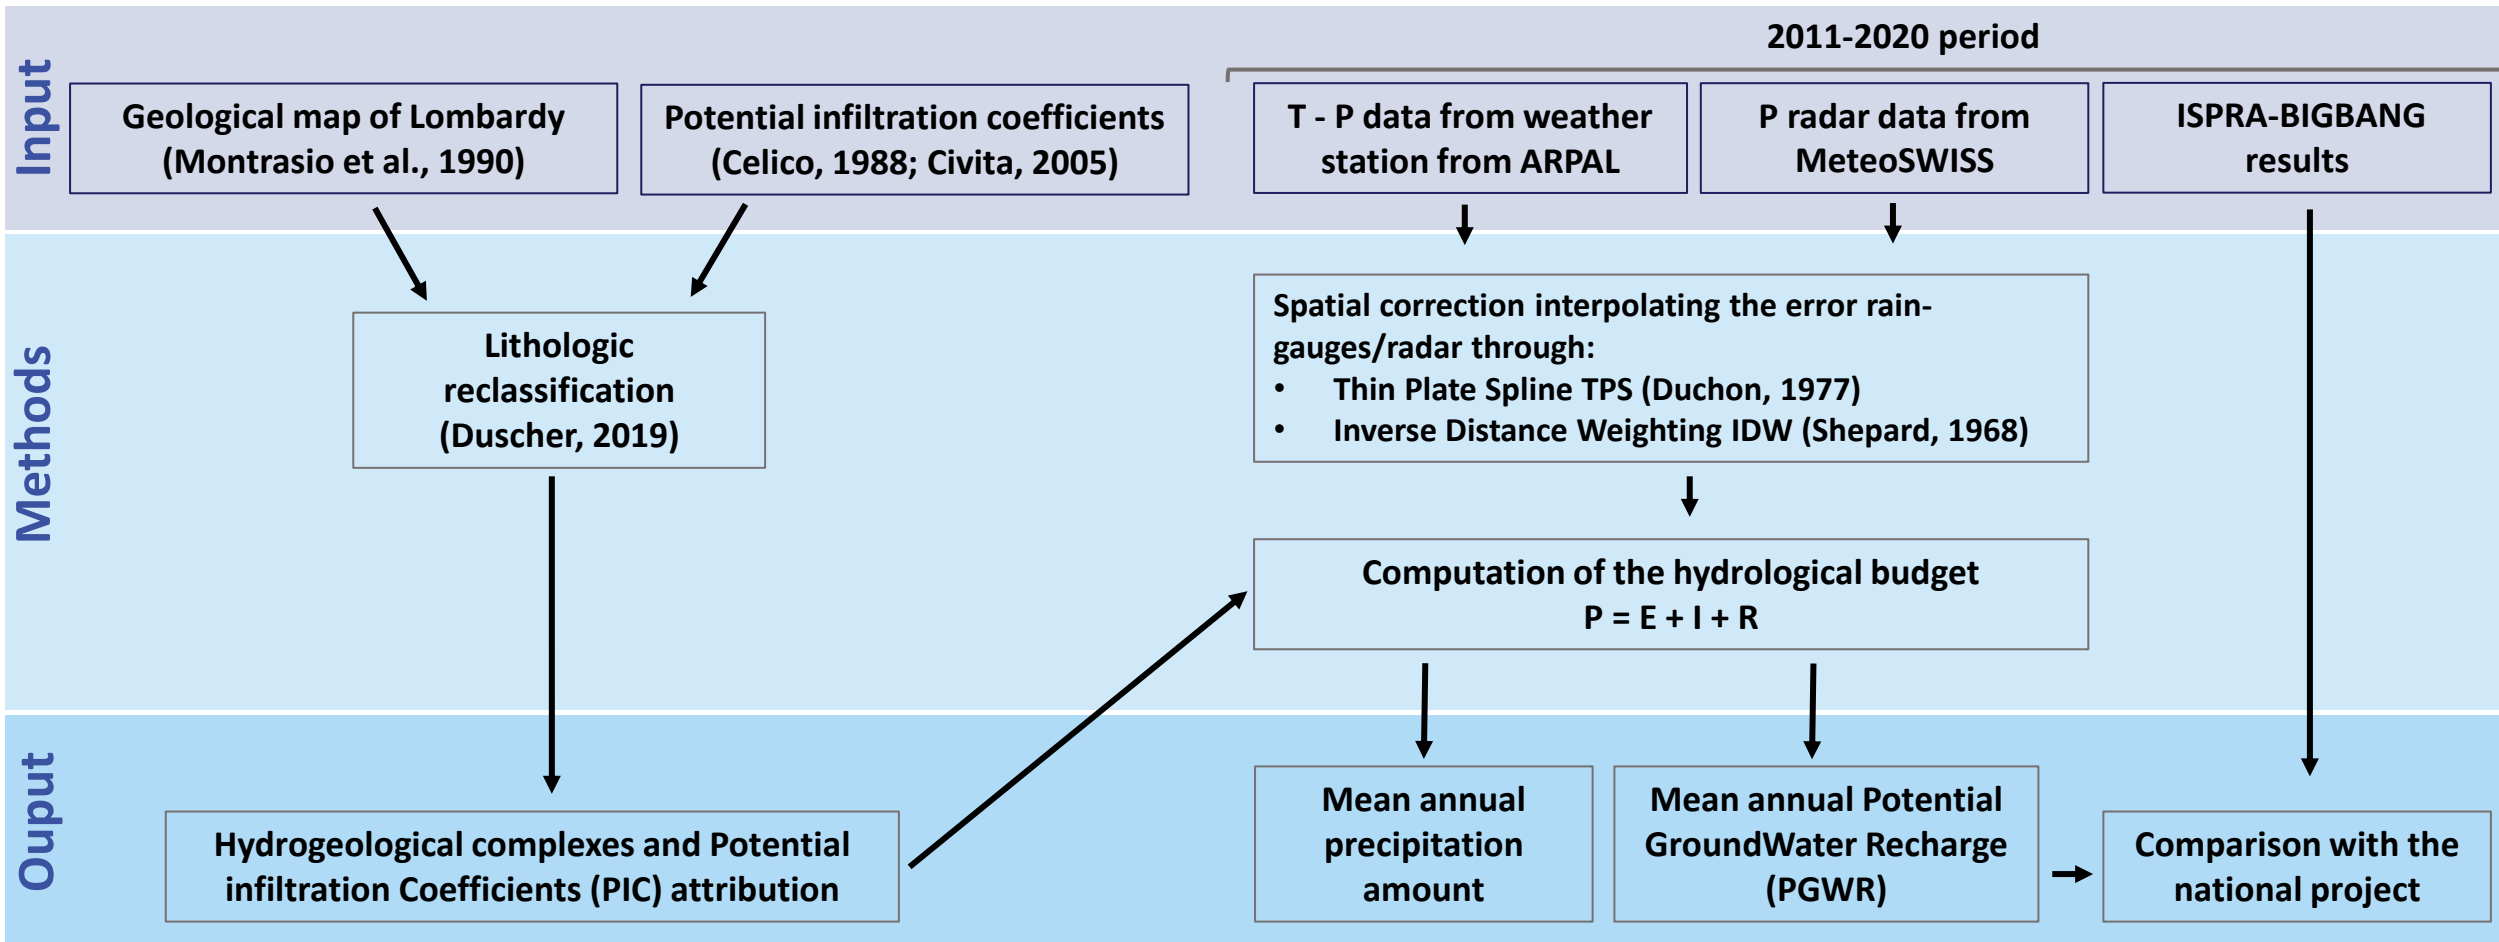 Input
2011-2020 period
Geological map of Lombardy
(Montrasio et al., 1990)
Potential infiltration coefficients
(Celico, 1988; Civita, 2005)
T - P data from weather
station from ARPAL
P radar data from
MeteoSWISS
ISPRA-BIGBANG
results
Methods
Lithologic
reclassification
(Duscher, 2019)
Spatial correction interpolating the error rain-
gauges/radar through:
• Thin Plate Spline TPS (Duchon, 1977)
• Inverse Distance Weighting IDW (Shepard, 1968)
Computation of the hydrological budget
P = E + I + R
Ouput
Hydrogeological complexes and Potential
infiltration Coefficients (PIC) attribution
Mean annual
precipitation
amount
Mean annual Potential
GroundWater Recharge
(PGWR)
Comparison with the
national project